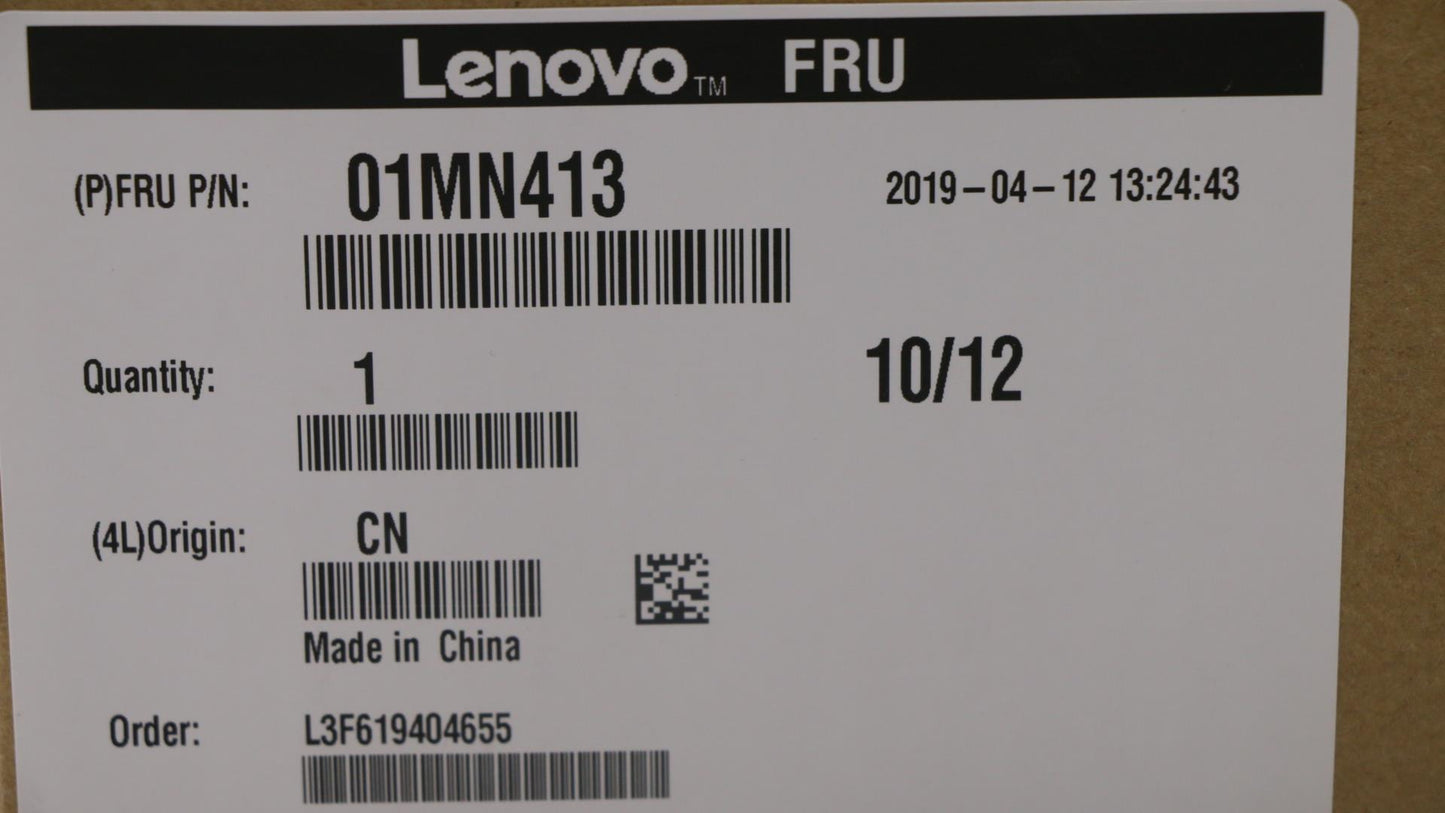 Lenovo™ FRU
(P)FRU P/N: 01MN413 2019-04-12 13:24:43
Quantity: 1 10/12
(4L)Origin: CN
Made in China
Order: L3F619404655